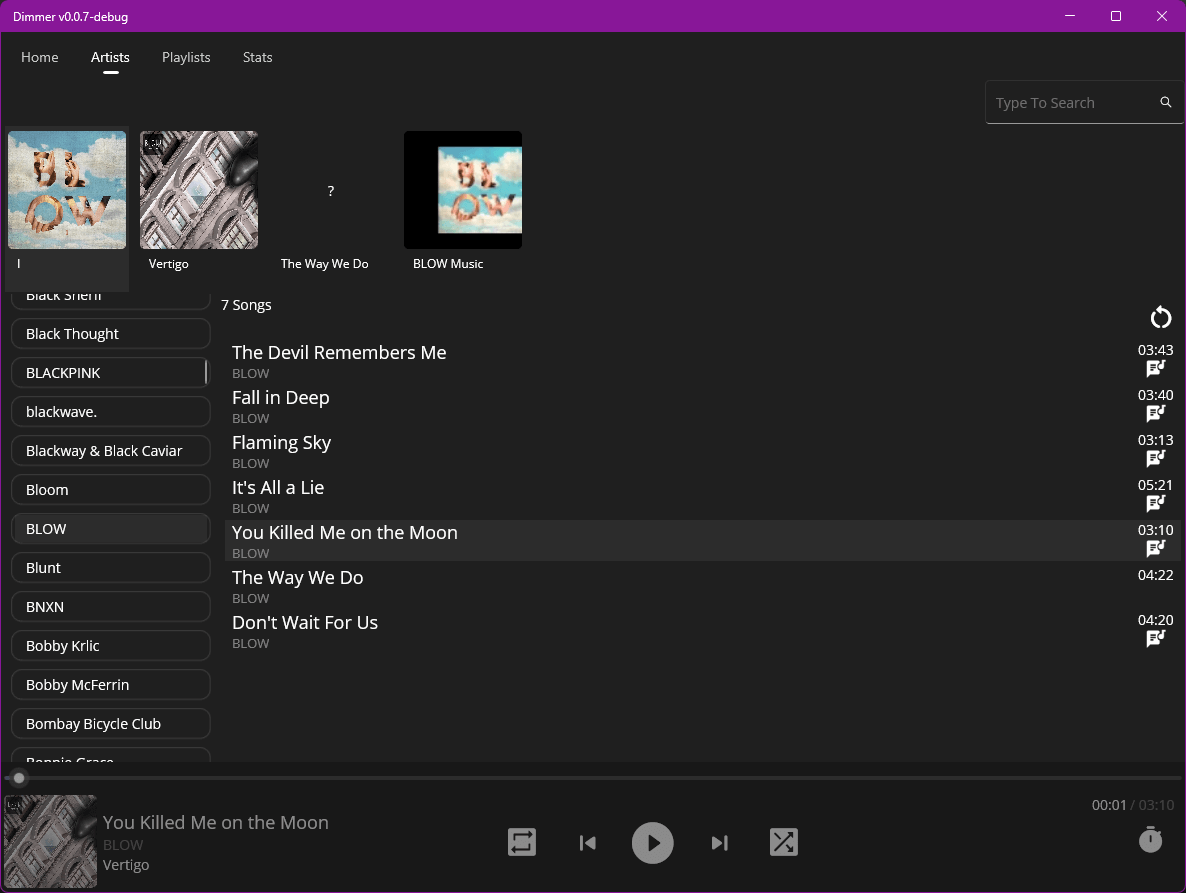 Dimmer v0.0.7-debug
Home Artists Playlists Stats
Type To Search
BL
OW
?
BL
OW
I
Vertigo
The Way We Do
BLOW Music
Black Sherif
7 Songs
Black Thought
BLACKPINK
blackwave.
Blackway & Black Caviar
Bloom
BLOW
Blunt
BNXN
Bobby Krlic
Bobby McFerrin
Bombay Bicycle Club
Bonnie Grace
The Devil Remembers Me 03:43
BLOW
Fall in Deep 03:40
BLOW
Flaming Sky 03:13
BLOW
It's All a Lie 05:21
BLOW
You Killed Me on the Moon 03:10
BLOW
The Way We Do 04:22
BLOW
Don't Wait For Us 04:20
BLOW
00:01 / 03:10
You Killed Me on the Moon
BLOW
Vertigo